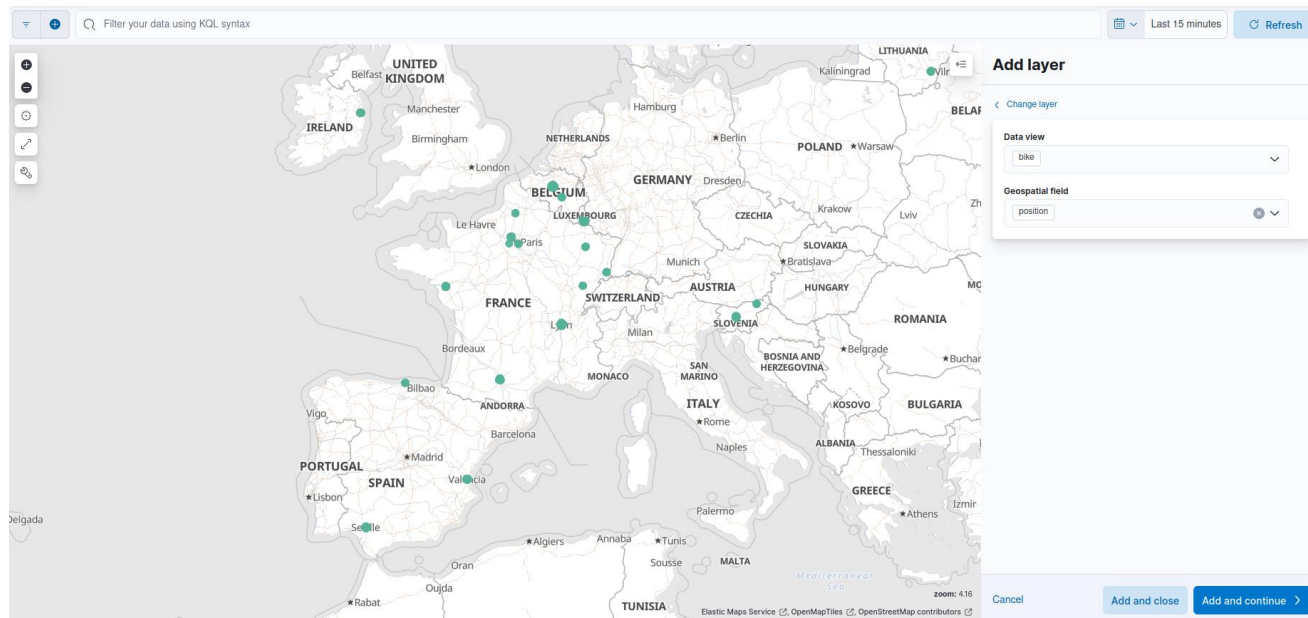 Filter your data using KQL syntax
Last 15 minutes
Refresh
Add layer
Change layer
Data view
bike
Geospatial field
position
Cancel
Add and close
Add and continue
LITHUANIA
UNITED
KINGDOM
Belfast
Kaliningrad
Manchester
Hamburg
IRELAND
Birmingham
NETHERLANDS
Berlin
POLAND
Warsaw
London
BELGIUM
GERMANY
Dresden
LUXEMBOURG
CZECHIA
Krakow
Lviv
Le Havre
Paris
SLOVAKIA
Munich
Bratislava
AUSTRIA
HUNGARY
FRANCE
SWITZERLAND
SLOVENIA
ROMANIA
Milan
Bordeaux
BOSNIA AND
HERZEGOVINA
Belgrade
SAN
MARINO
MONACO
Bilbao
ITALY
KOSOVO
BULGARIA
ANDORRA
Vigo
Rome
Barcelona
Naples
ALBANIA
Thessaloniki
Madrid
PORTUGAL
SPAIN
Lisbon
GREECE
Izmir
Palermo
Athens
Algiers
Annaba
Tunis
Oran
Sousse
MALTA
Oujda
Mediterranean
Sea
Rabat
TUNISIA
zoom: 4.16
Elastic Maps Service, OpenMapTiles, OpenStreetMap contributors